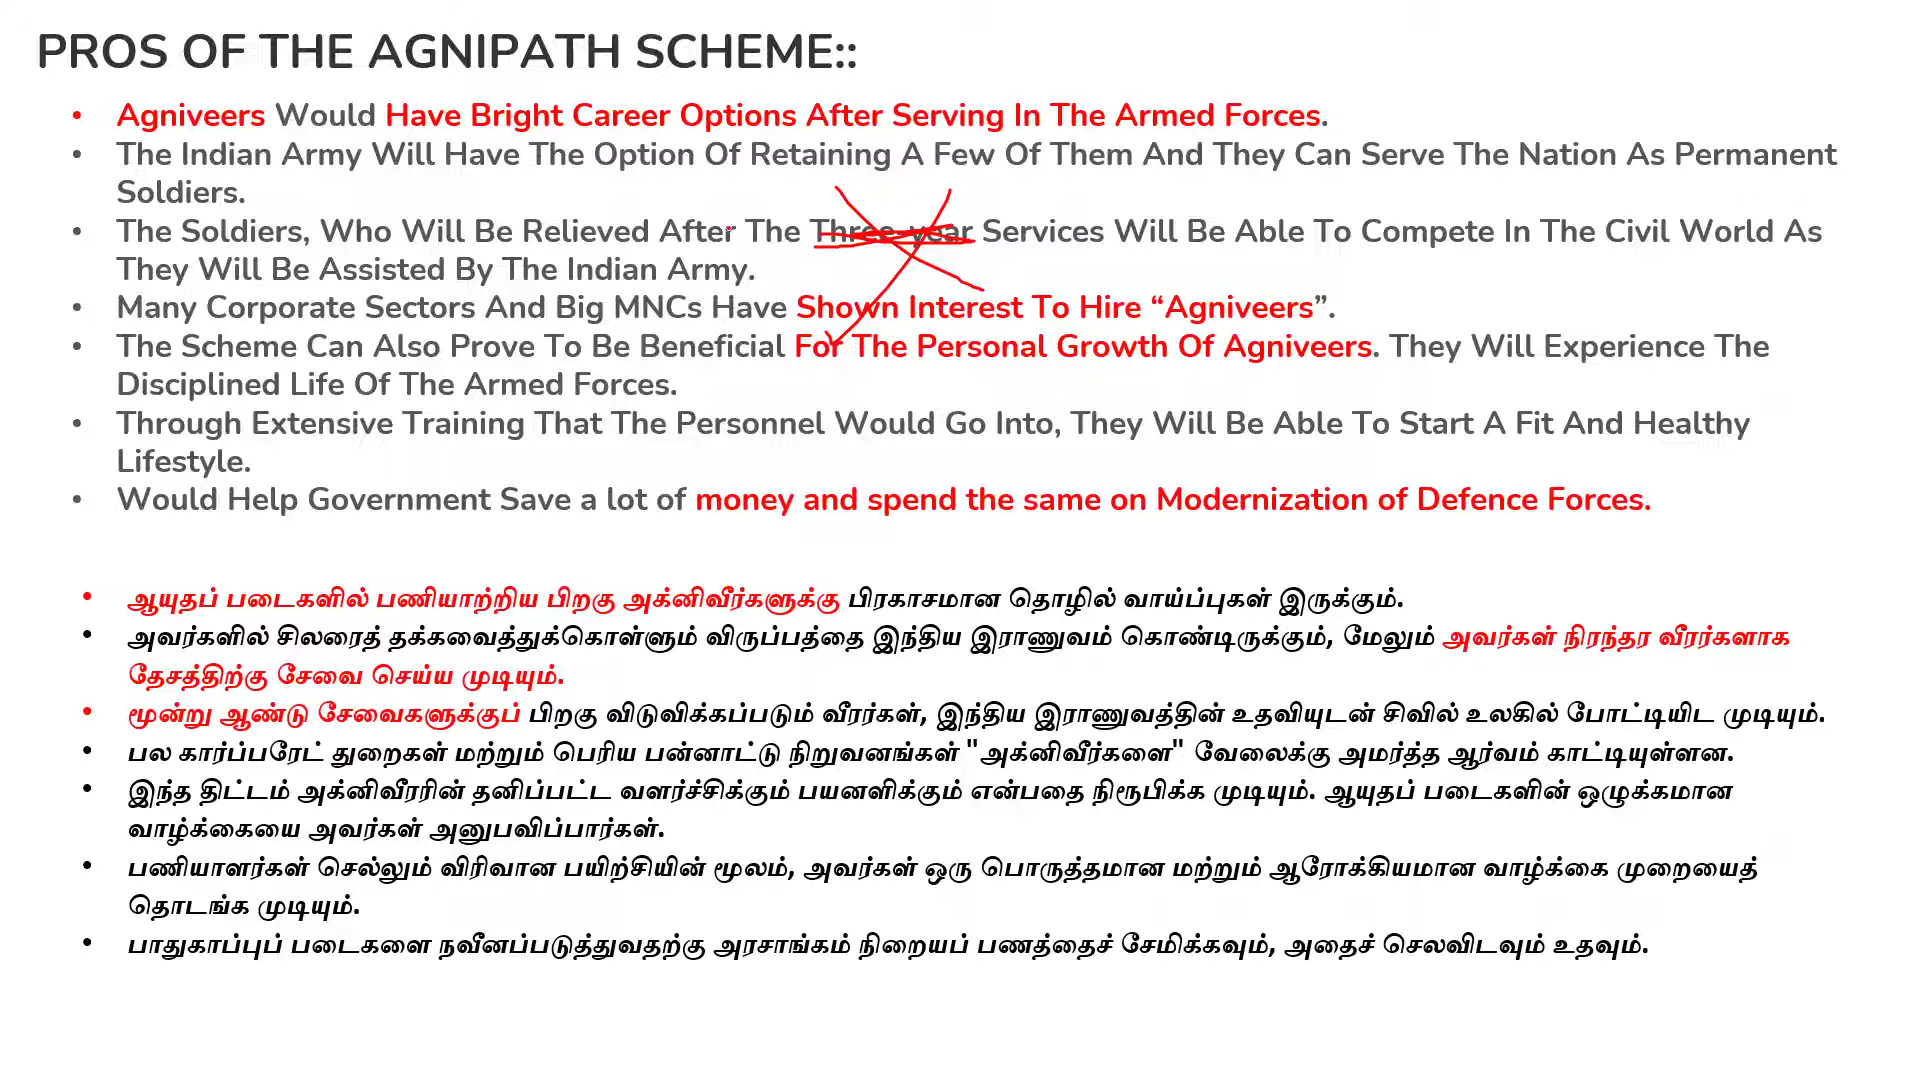 PROS OF THE AGNIPATH SCHEME::
• Agniveers Would Have Bright Career Options After Serving In The Armed Forces.
• The Indian Army Will Have The Option Of Retaining A Few Of Them And They Can Serve The Nation As Permanent
Soldiers.
• The Soldiers, Who Will Be Relieved After The Three-year Services Will Be Able To Compete In The Civil World As
They Will Be Assisted By The Indian Army.
• Many Corporate Sectors And Big MNCs Have Shown Interest To Hire “Agniveers”.
• The Scheme Can Also Prove To Be Beneficial For The Personal Growth Of Agniveers. They Will Experience The
Disciplined Life Of The Armed Forces.
• Through Extensive Training That The Personnel Would Go Into, They Will Be Able To Start A Fit And Healthy
Lifestyle.
• Would Help Government Save a lot of money and spend the same on Modernization of Defence Forces.
• ஆயுதப் படைகளில் பணியாற்றிய பிறகு அக்னிவீர்களுக்கு பிரகாசமான தொழில் வாய்ப்புகள் இருக்கும்.
• அவர்களில் சிலரைத் தக்கவைத்துக்கொள்ளும் விருப்பத்தை இந்திய இராணுவம் கொண்டிருக்கும், மேலும் அவர்கள் நிரந்தர வீரர்களாக
தேசத்திற்கு சேவை செய்ய முடியும்.
• மூன்று ஆண்டு சேவைகளுக்குப் பிறகு விடுவிக்கப்படும் வீரர்கள், இந்திய இராணுவத்தின் உதவியுடன் சிவில் உலகில் போட்டியிட முடியும்.
• பல கார்ப்பரேட் துறைகள் மற்றும் பெரிய பன்னாட்டு நிறுவனங்கள் "அக்னிவீர்களை" வேலைக்கு அமர்த்த ஆர்வம் காட்டியுள்ளன.
• இந்த திட்டம் அக்னிவீரரின் தனிப்பட்ட வளர்ச்சிக்கும் பயனளிக்கும் என்பதை நிரூபிக்க முடியும். ஆயுதப் படைகளின் ஒழுக்கமான
வாழ்க்கையை அவர்கள் அனுபவிப்பார்கள்.
• பணியாளர்கள் செல்லும் விரிவான பயிற்சியின் மூலம், அவர்கள் ஒரு பொருத்தமான மற்றும் ஆரோக்கியமான வாழ்க்கை முறையைத்
தொடங்க முடியும்.
• பாதுகாப்புப் படைகளை நவீனப்படுத்துவதற்கு அரசாங்கம் நிறையப் பணத்தைச் சேமிக்கவும், அதைச் செலவிடவும் உதவும்.